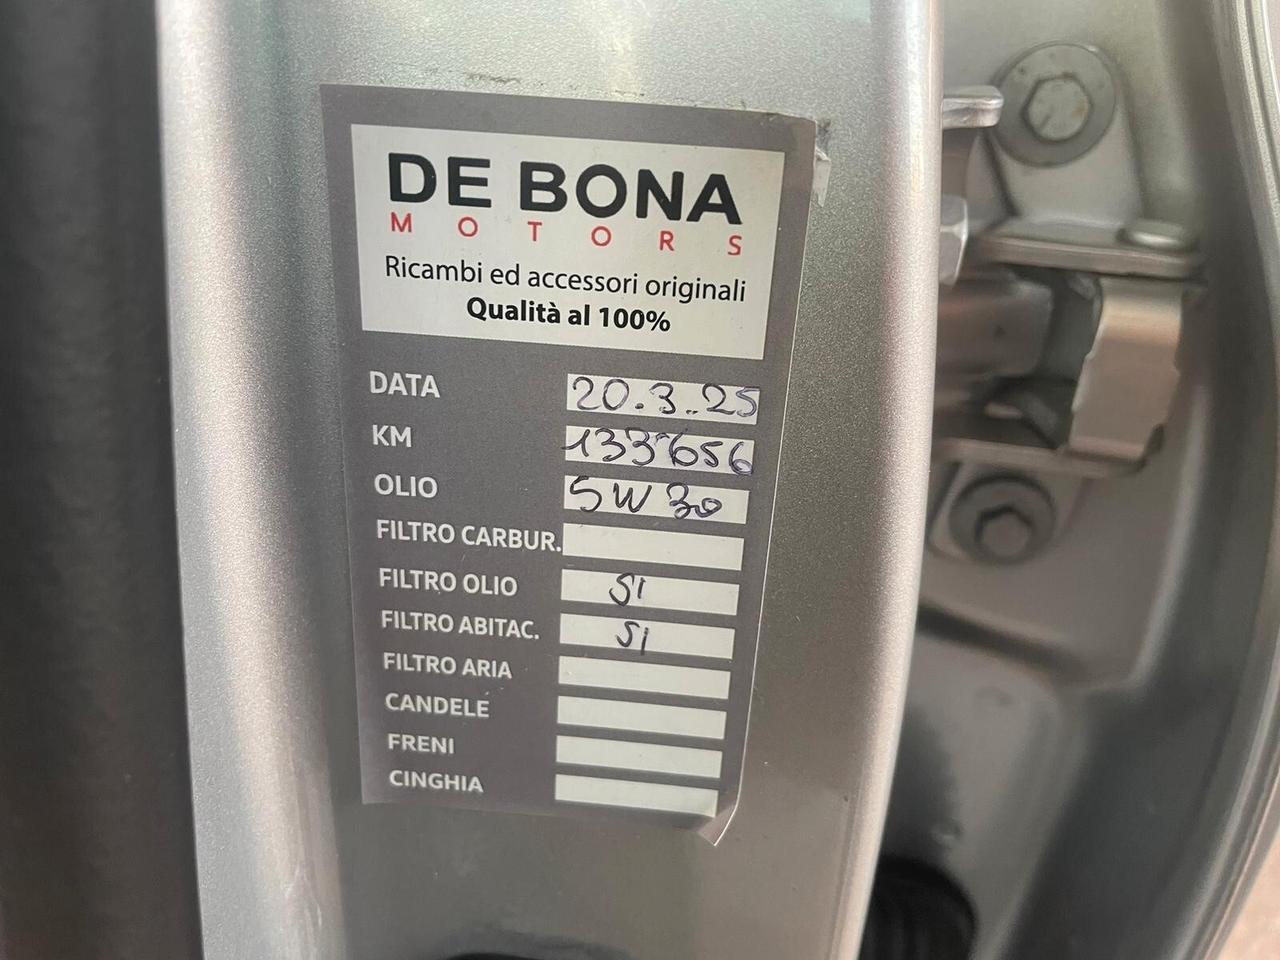 DE BONA
MOTORS
Ricambi ed accessori originali
Qualità al 100%
DATA 20.3.25
KM 133656
OLIO 5W30
FILTRO CARBUR.
FILTRO OLIO SI
FILTRO ABITAC. SI
FILTRO ARIA
CANDELE
FRENI
CINGHIA